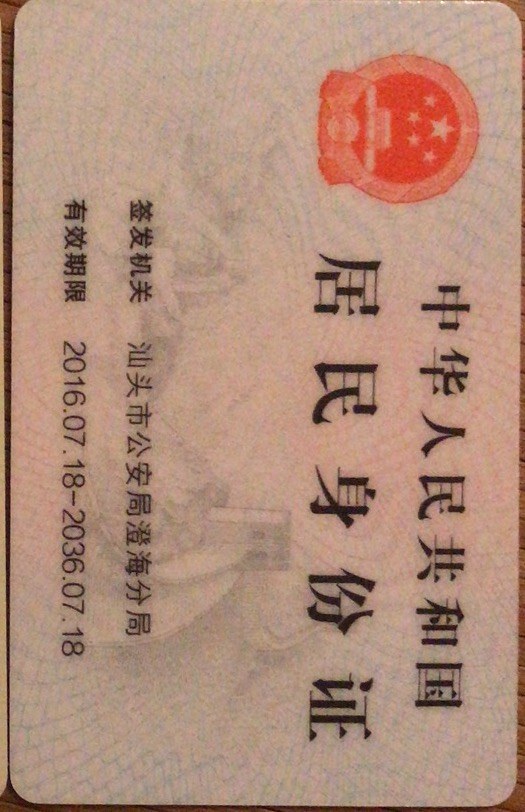 中华人民共和国
居民身份证
签发机关 汕头市公安局澄海分局
有效期限 2016.07.18-2036.07.18